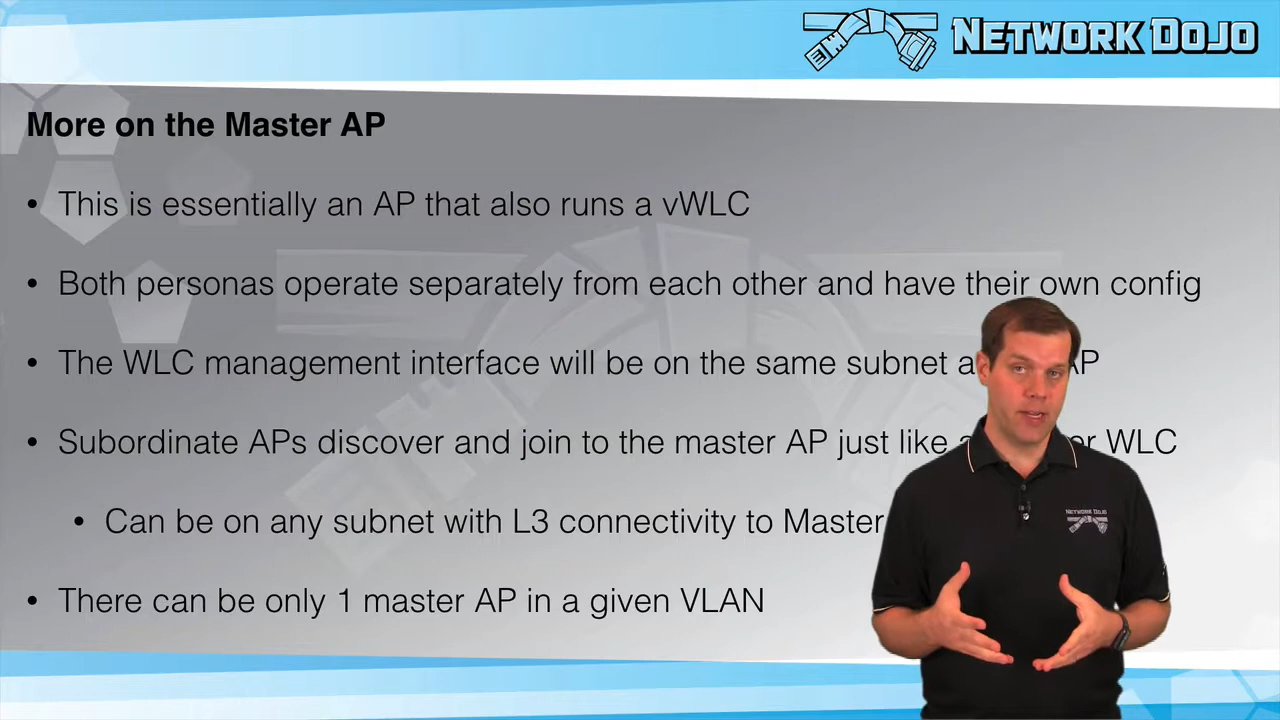 NETWORK DOJO
More on the Master AP
• This is essentially an AP that also runs a vWLC
• Both personas operate separately from each other and have their own config
• The WLC management interface will be on the same subnet AP
• Subordinate APs discover and join to the master AP just like WLC
• Can be on any subnet with L3 connectivity to Master
• There can be only 1 master AP in a given VLAN
NETWORK DOJO